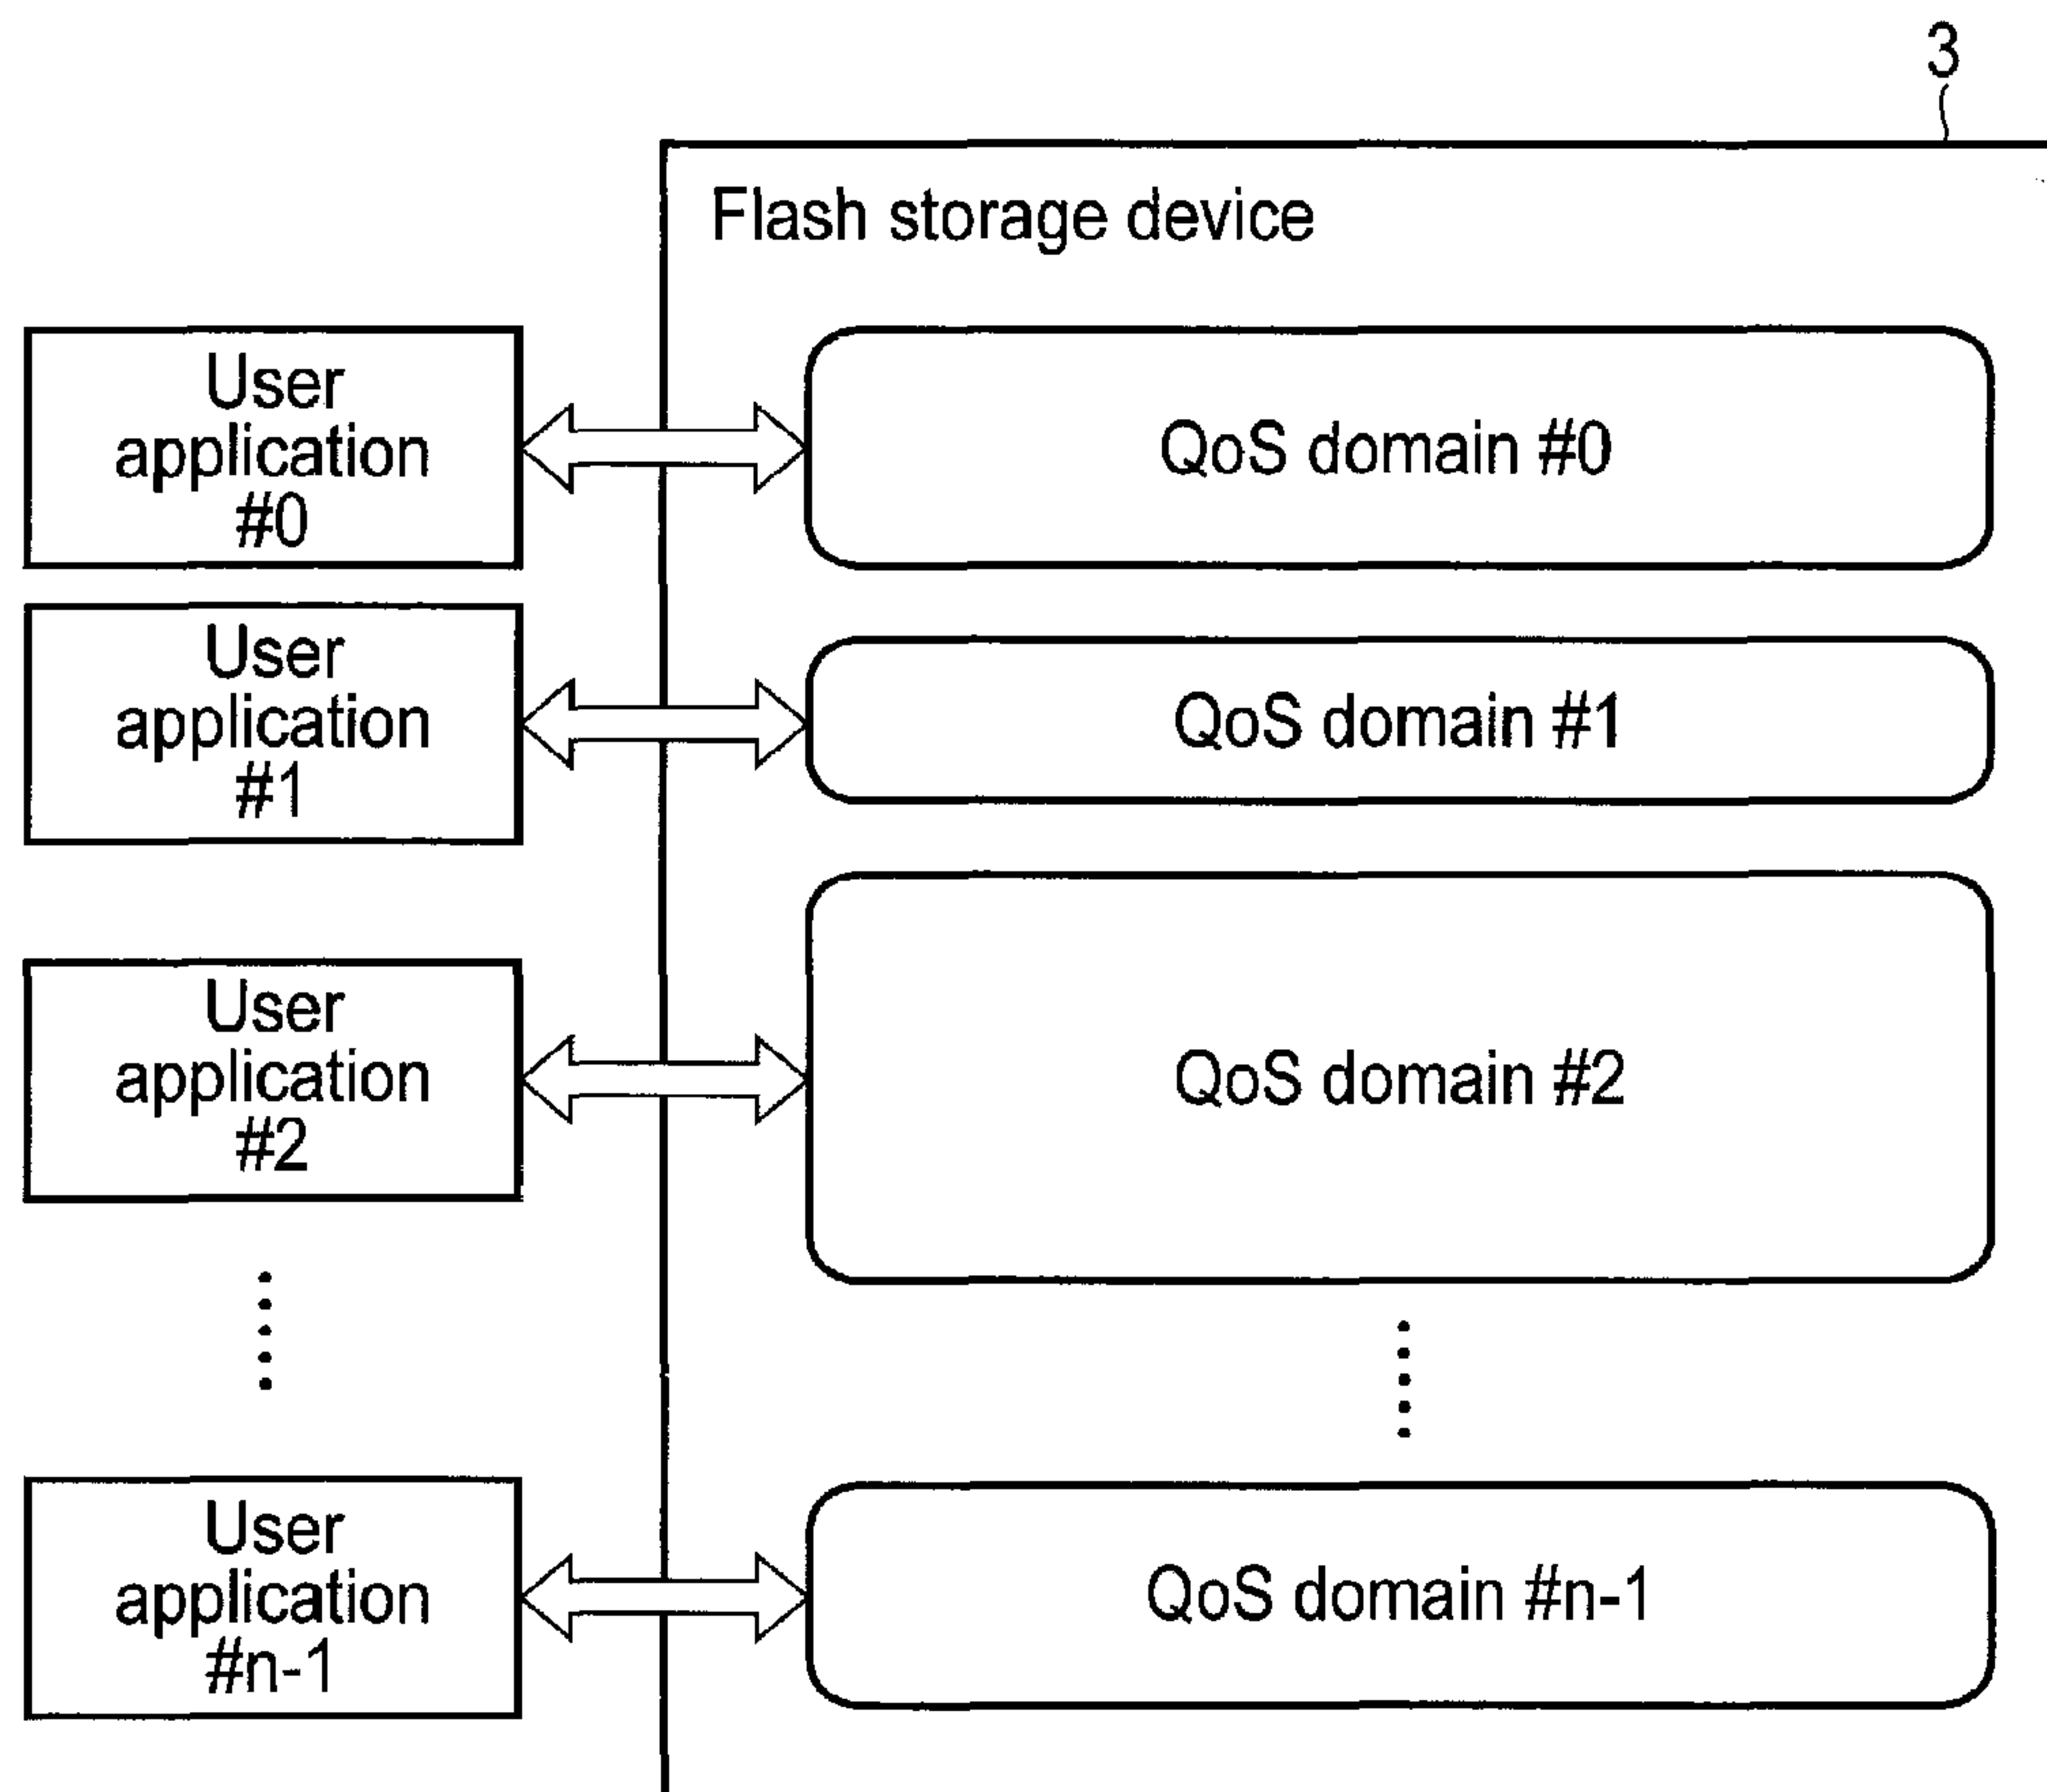 3
Flash storage device
User
application
#0
QoS domain #0
User
application
#1
QoS domain #1
User
application
#2
QoS domain #2
User
application
#n-1
QoS domain #n-1